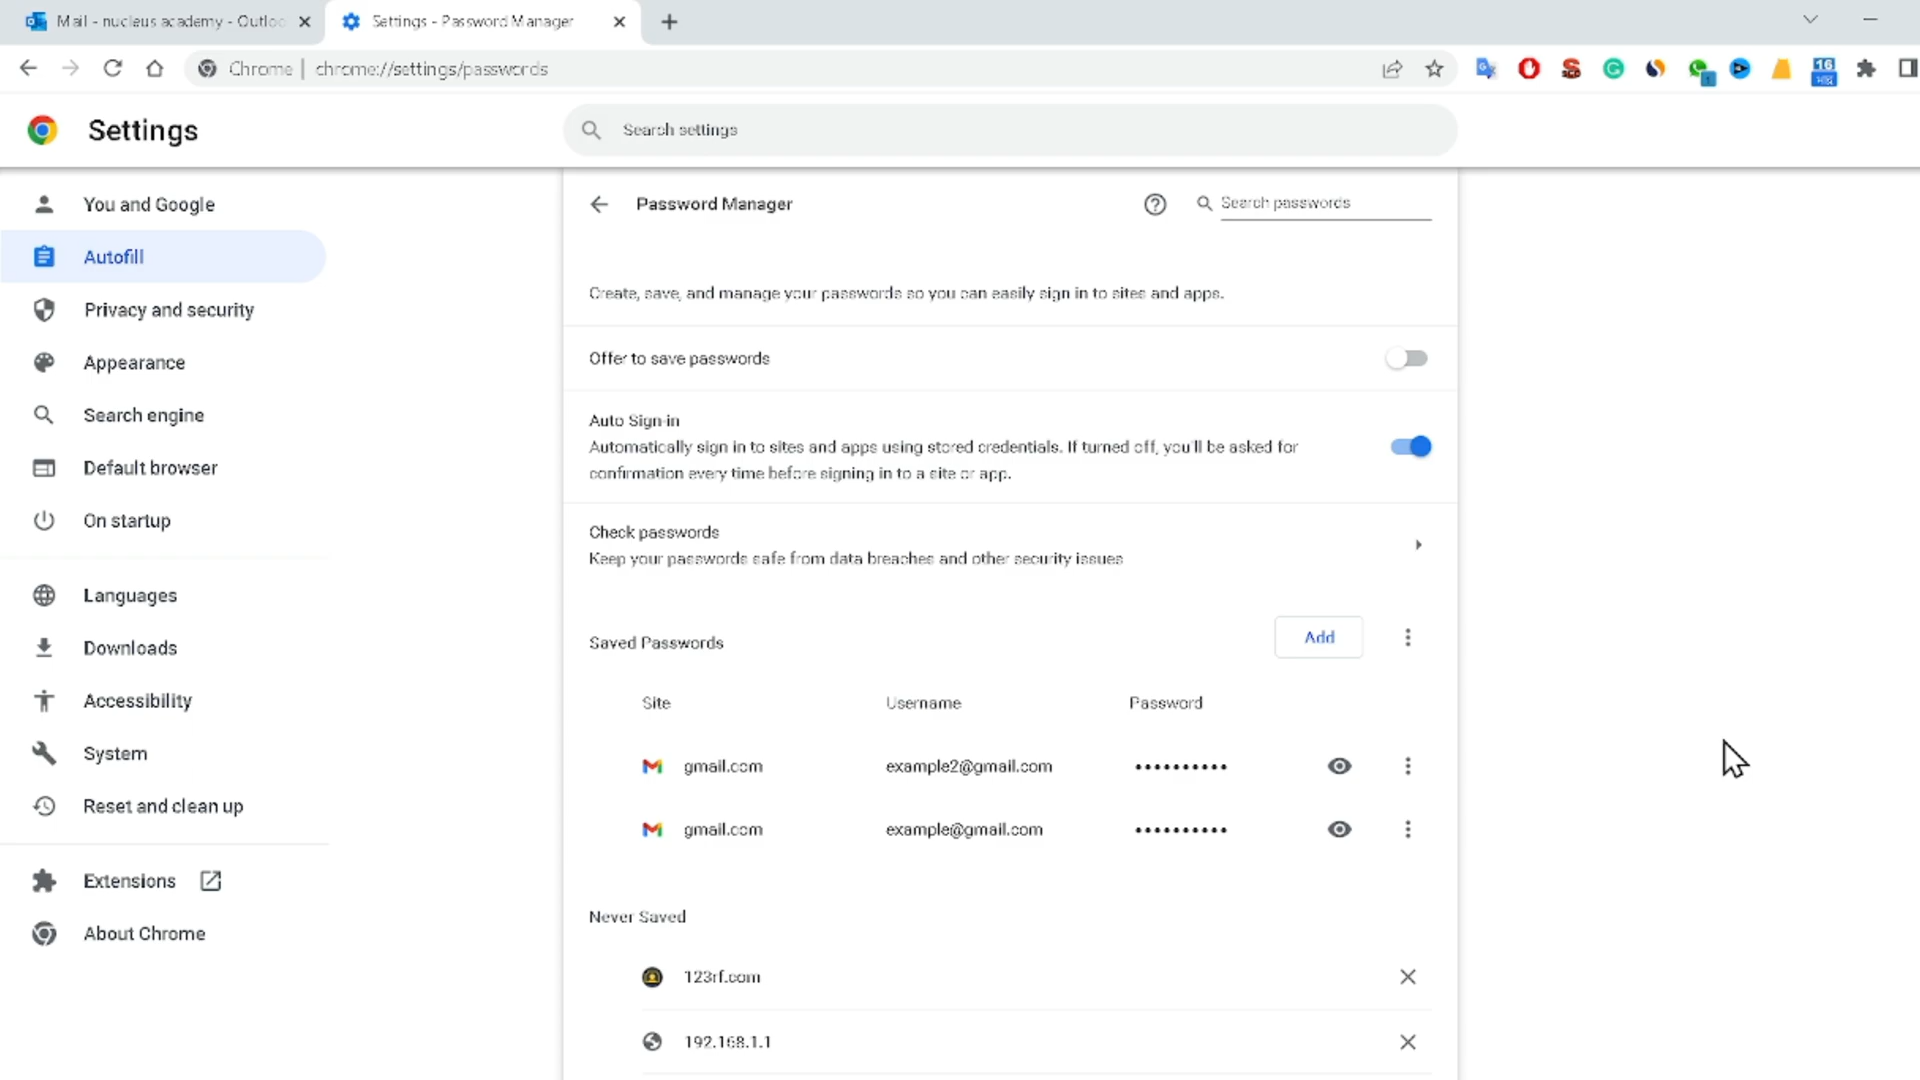 Mail - nucleus academy - Outloo
Settings - Password Manager
Chrome | chrome://settings/passwords
16
Settings
Search settings
You and Google
Autofill
Privacy and security
Appearance
Search engine
Default browser
On startup
Languages
Downloads
Accessibility
System
Reset and clean up
Extensions
About Chrome
Password Manager
Search passwords
Create, save, and manage your passwords so you can easily sign in to sites and apps.
Offer to save passwords
Auto Sign-in
Automatically sign in to sites and apps using stored credentials. If turned off, you'll be asked for
confirmation every time before signing in to a site or app.
Check passwords
Keep your passwords safe from data breaches and other security issues
Saved Passwords
Add
Site Username Password
gmail.com example2@gmail.com ••••••••••
gmail.com example@gmail.com ••••••••••
Never Saved
123rf.com
192.168.1.1